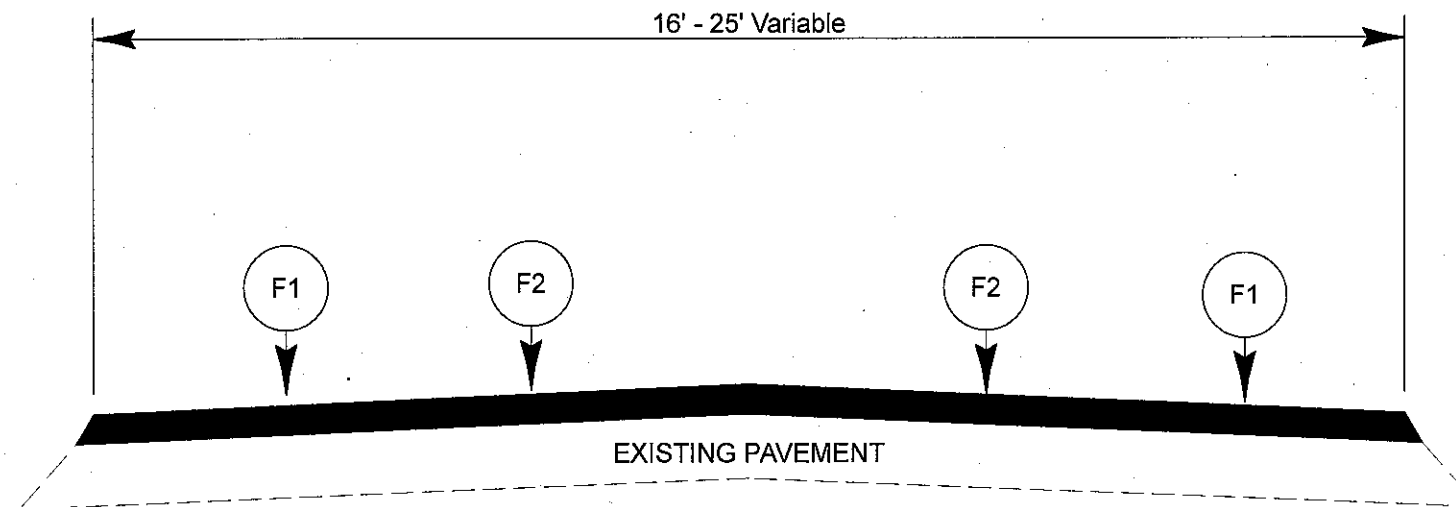 16' - 25' Variable
F1
F2
F2
F1
EXISTING PAVEMENT